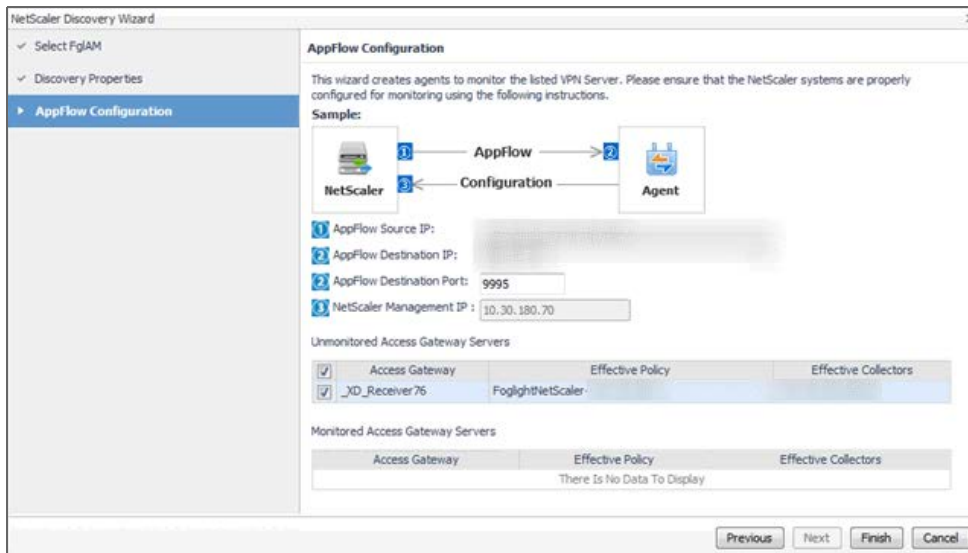 NetScaler Discovery Wizard
Select FglAM
Discovery Properties
AppFlow Configuration
AppFlow Configuration
This wizard creates agents to monitor the listed VPN Server. Please ensure that the NetScaler systems are properly
configured for monitoring using the following instructions.
Sample:
1 AppFlow 2
NetScaler 3 Configuration Agent
1 AppFlow Source IP:
2 AppFlow Destination IP:
2 AppFlow Destination Port: 9995
3 NetScaler Management IP : 10.30.180.70
Unmonitored Access Gateway Servers
Access Gateway Effective Policy Effective Collectors
_XD_Receiver76 FoglightNetScaler-
Monitored Access Gateway Servers
Access Gateway Effective Policy Effective Collectors
There Is No Data To Display
Previous Next Finish Cancel